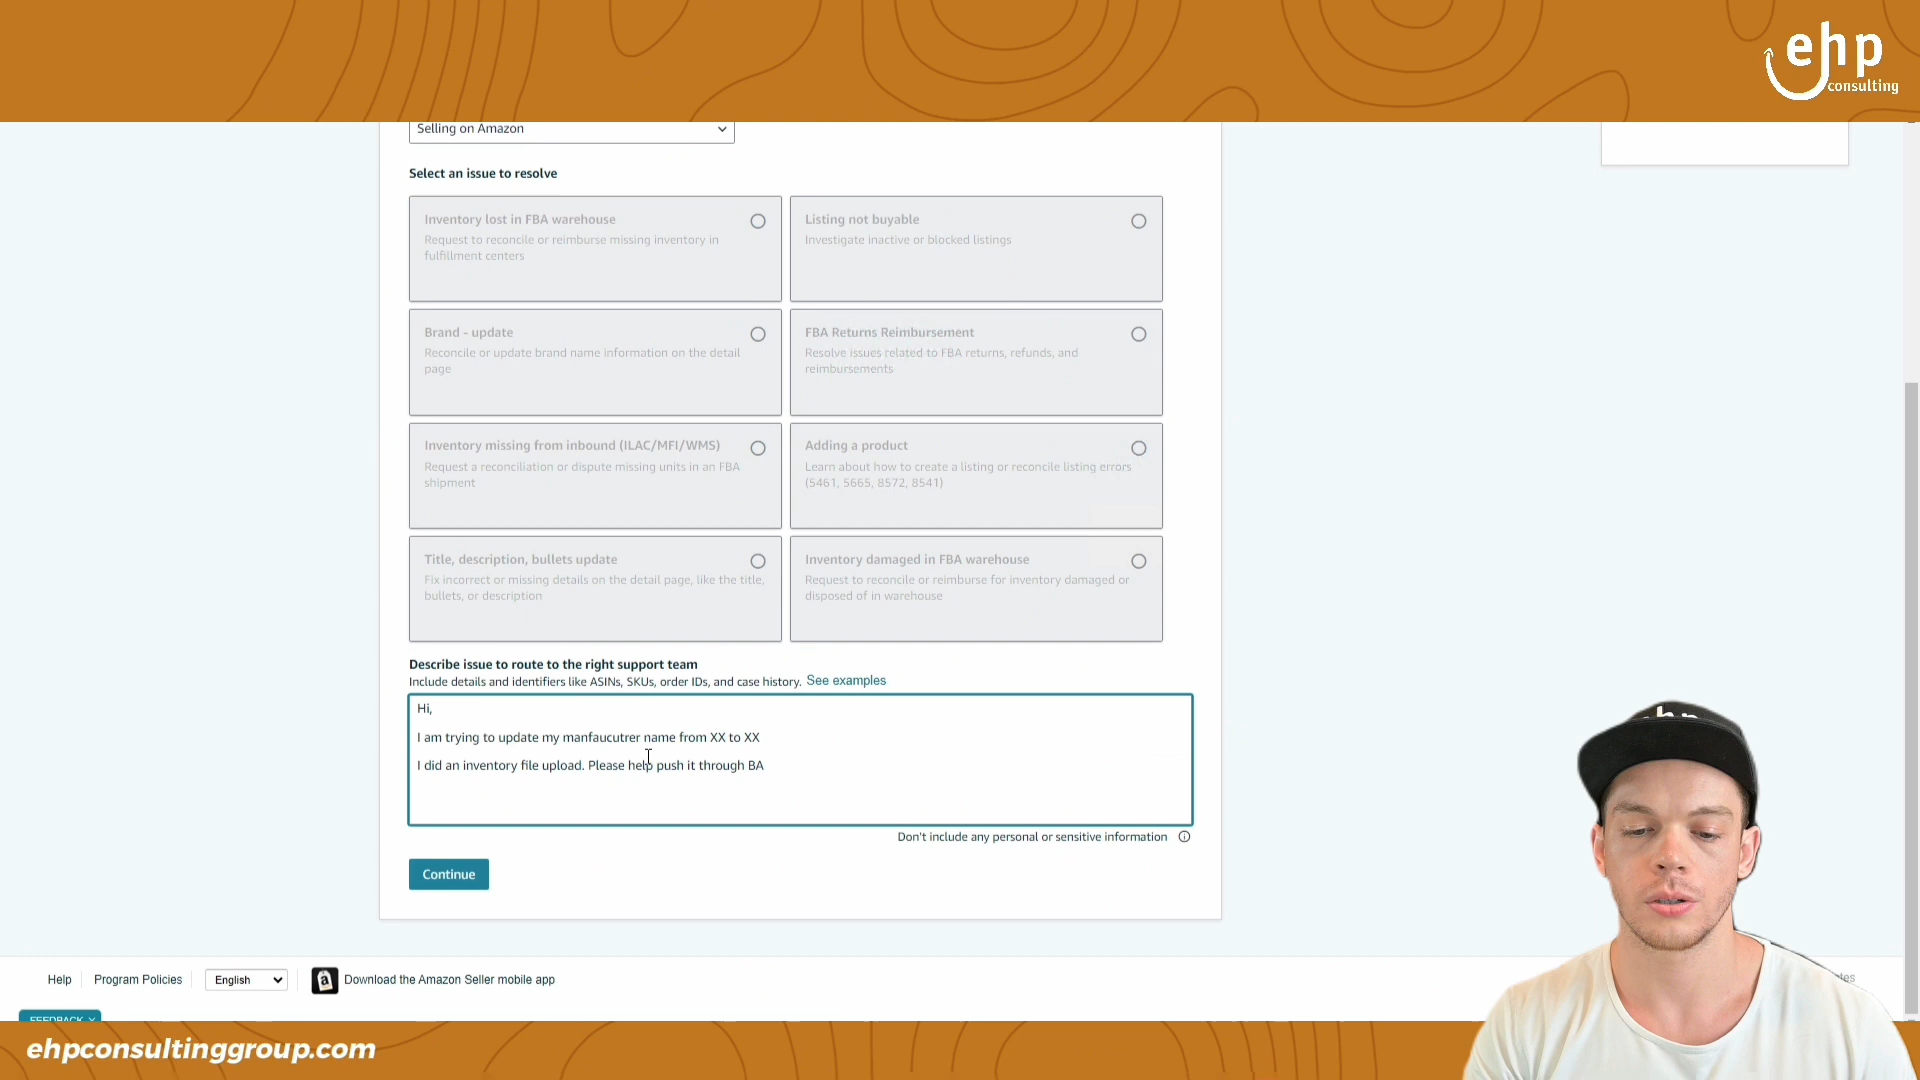 ehp
consulting
Selling on Amazon
Select an issue to resolve
Inventory lost in FBA warehouse
Request to reconcile or reimburse missing inventory in
fulfillment centers
Listing not buyable
Investigate inactive or blocked listings
Brand - update
Reconcile or update brand name information on the detail
page
FBA Returns Reimbursement
Resolve issues related to FBA returns, refunds, and
reimbursements
Inventory missing from inbound (ILAC/MFI/WMS)
Request a reconciliation or dispute missing units in an FBA
shipment
Adding a product
Learn about how to create a listing or reconcile listing errors
(5461, 5665, 8572, 8541)
Title, description, bullets update
Fix incorrect or missing details on the detail page, like the title,
bullets, or description
Inventory damaged in FBA warehouse
Request to reconcile or reimburse for inventory damaged or
disposed of in warehouse
Describe issue to route to the right support team
Include details and identifiers like ASINs, SKUs, order IDs, and case history. See examples
Hi,
I am trying to update my manfaucutrer name from XX to XX
I did an inventory file upload. Please help push it through BA
Don't include any personal or sensitive information
Continue
Help Program Policies English Download the Amazon Seller mobile app
FEEDBACK
ehpconsultinggroup.com